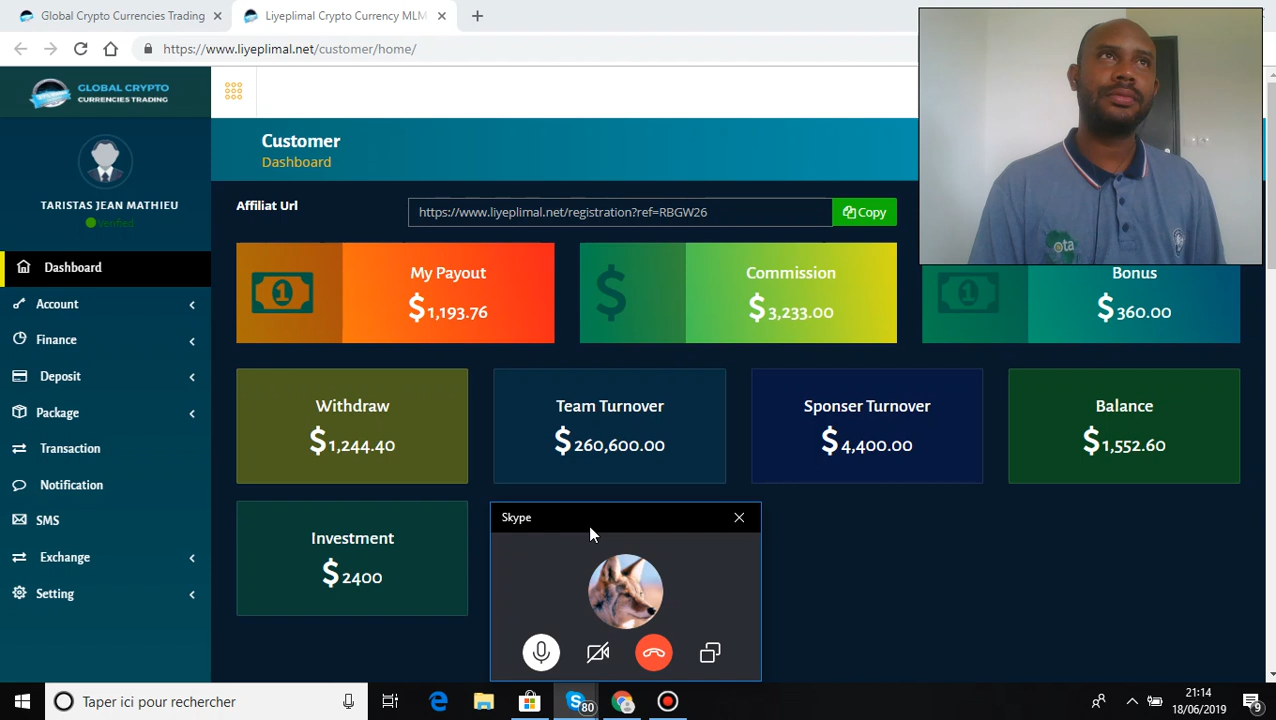 Global Crypto Currencies Trading
Liyeplimal Crypto Currency MLM
https://www.liyeplimal.net/customer/home/
GLOBAL CRYPTO
CURRENCIES TRADING
Customer
Dashboard
TARISTAS JEAN MATHIEU
Verified
Affiliat Url
https://www.liyeplimal.net/registration?ref=RBGW26
Copy
Dashboard
Account
Finance
Deposit
Package
Transaction
Notification
SMS
Exchange
Setting
My Payout
$1,193.76
Commission
$3,233.00
Bonus
$360.00
Withdraw
$1,244.40
Team Turnover
$260,600.00
Sponser Turnover
$4,400.00
Balance
$1,552.60
Investment
$2400
Skype
ota
Taper ici pour rechercher
80
21:14
18/06/2019
9